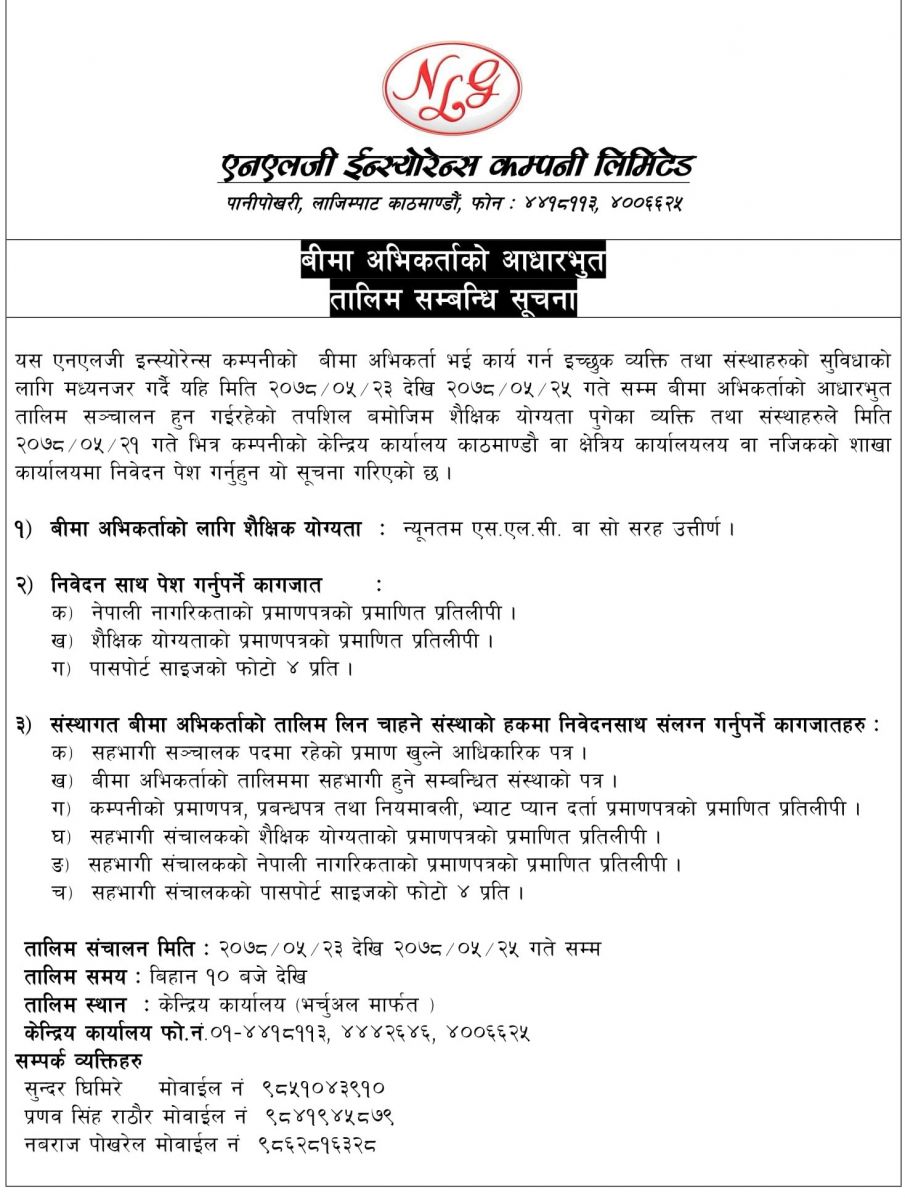 NLG
एनएलजी ईन्स्योरेन्स कम्पनी लिमिटेड
पानीपोखरी, लाजिम्पाट काठमाण्डौं, फोन : ४४१८११३, ४००६६२५
बीमा अभिकर्ताको आधारभुत
तालिम सम्बन्धि सूचना
यस एनएलजी इन्स्योरेन्स कम्पनीको बीमा अभिकर्ता भई कार्य गर्न इच्छुक व्यक्ति तथा संस्थाहरुको सुविधाको
लागि मध्यनजर गर्दै यहि मिति २०७८/०५/२३ देखि २०७८/०५/२५ गते सम्म बीमा अभिकर्ताको आधारभुत
तालिम सञ्चालन हुन गईरहेको तपशिल बमोजिम शैक्षिक योग्यता पुगेका व्यक्ति तथा संस्थाहरुले मिति
२०७८/०५/२१ गते भित्र कम्पनीको केन्द्रिय कार्यालय काठमाण्डौ वा क्षेत्रिय कार्यालयलय वा नजिकको शाखा
कार्यालयमा निवेदन पेश गर्नुहुन यो सूचना गरिएको छ ।
१) बीमा अभिकर्ताको लागि शैक्षिक योग्यता : न्यूनतम एस.एल.सी. वा सो सरह उत्तीर्ण ।
२) निवेदन साथ पेश गर्नुपर्ने कागजात :
क) नेपाली नागरिकताको प्रमाणपत्रको प्रमाणित प्रतिलीपी ।
ख) शैक्षिक योग्यताको प्रमाणपत्रको प्रमाणित प्रतिलीपी ।
ग) पासपोर्ट साइजको फोटो ४ प्रति ।
३) संस्थागत बीमा अभिकर्ताको तालिम लिन चाहने संस्थाको हकमा निवेदनसाथ संलग्न गर्नुपर्ने कागजातहरु :
क) सहभागी सञ्चालक पदमा रहेको प्रमाण खुल्ने आधिकारिक पत्र ।
ख) बीमा अभिकर्ताको तालिममा सहभागी हुने सम्बन्धित संस्थाको पत्र ।
ग) कम्पनीको प्रमाणपत्र, प्रबन्धपत्र तथा नियमावली, भ्याट प्यान दर्ता प्रमाणपत्रको प्रमाणित प्रतिलीपी ।
घ) सहभागी संचालकको शैक्षिक योग्यताको प्रमाणपत्रको प्रमाणित प्रतिलीपी ।
ङ) सहभागी संचालकको नेपाली नागरिकताको प्रमाणपत्रको प्रमाणित प्रतिलीपी ।
च) सहभागी संचालकको पासपोर्ट साइजको फोटो ४ प्रति ।
तालिम संचालन मिति : २०७८/०५/२३ देखि २०७८/०५/२५ गते सम्म
तालिम समय : बिहान १० बजे देखि
तालिम स्थान : केन्द्रिय कार्यालय (भर्चुअल मार्फत )
केन्द्रिय कार्यालय फो.नं.०१-४४१८११३, ४४४२६४६, ४००६६२५
सम्पर्क व्यक्तिहरु
सुन्दर घिमिरे मोवाईल नं ९८५१०४३९१०
प्रणव सिंह राठौर मोवाईल नं ९८४१९४५८७९
नबराज पोखरेल मोवाईल नं ९८६२८१६३२८